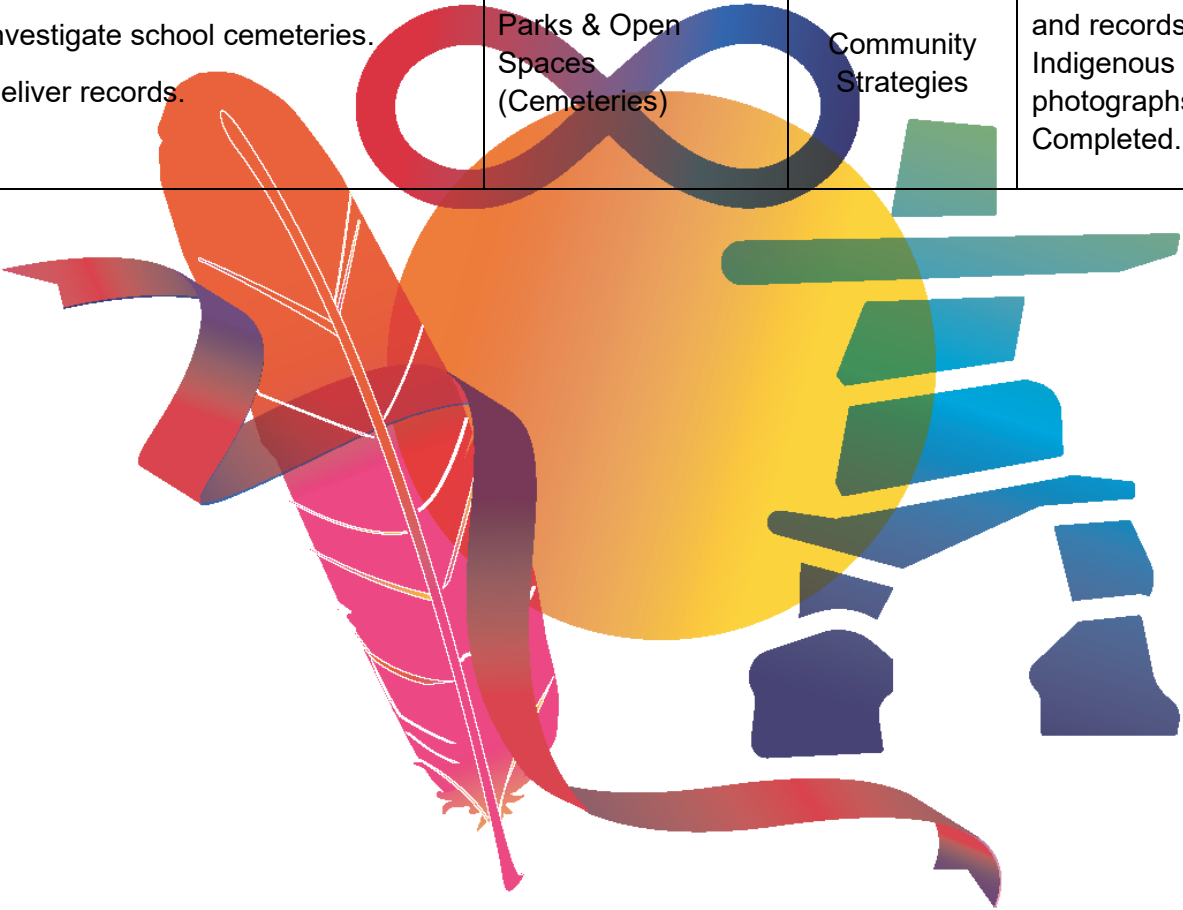 nvestigate school cemeteries.
eliver records.
Parks & Open
Spaces
(Cemeteries)
Community
Strategies
and records
Indigenous
photographs
Completed.